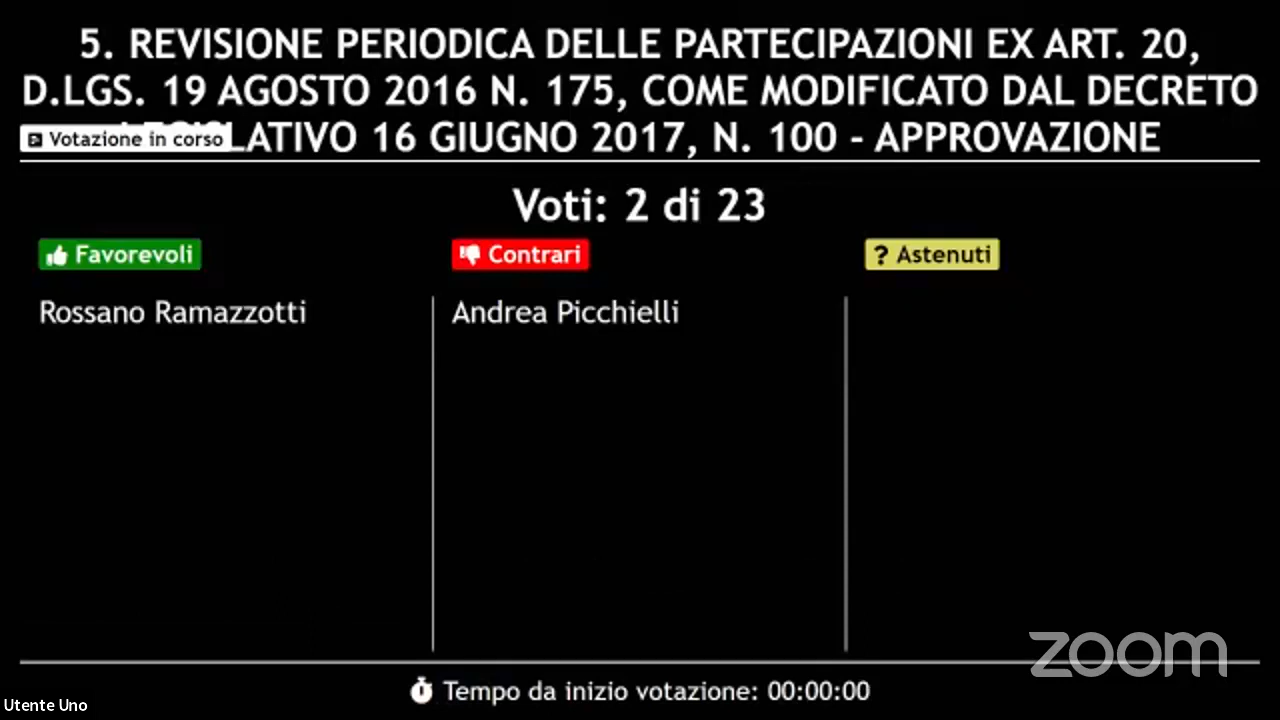 5. REVISIONE PERIODICA DELLE PARTECIPAZIONI EX ART. 20,
D.LGS. 19 AGOSTO 2016 N. 175, COME MODIFICATO DAL DECRETO
Votazione in corso
LATIVO 16 GIUGNO 2017, N. 100 - APPROVAZIONE
Voti: 2 di 23
Favorevoli
Contrari
? Astenuti
Rossano Ramazzotti
Andrea Picchielli
zoom
Tempo da inizio votazione: 00:00:00
Utente Uno